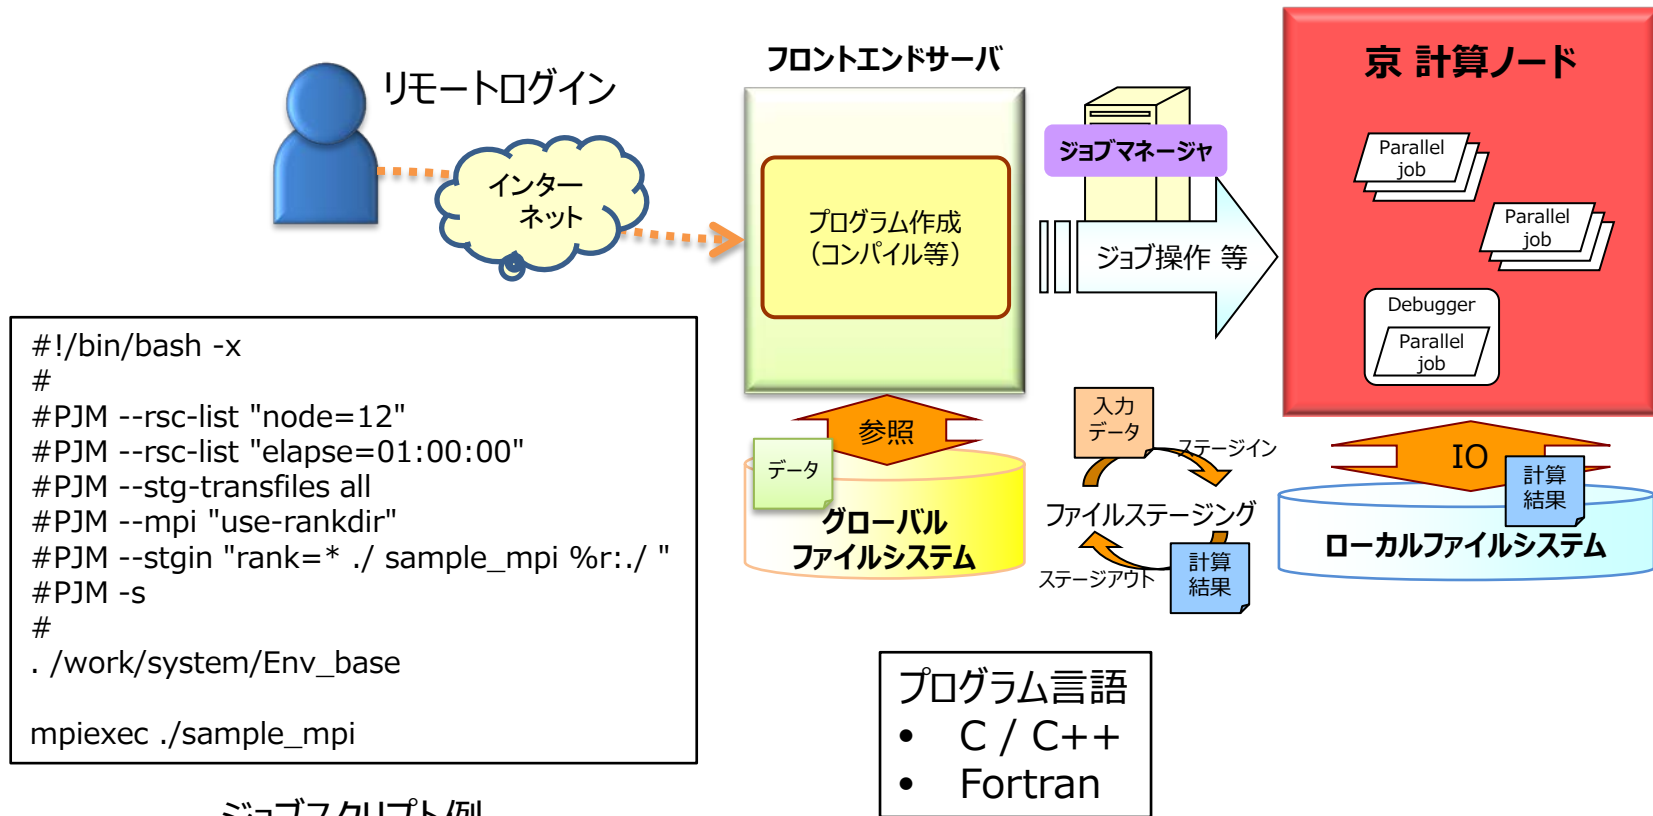 リモートログイン
インター
ネット
フロントエンドサーバ
プログラム作成
（コンパイル等）
ジョブマネージャ
ジョブ操作 等
京 計算ノード
Parallel
job
Parallel
job
Debugger
Parallel
job
#!/bin/bash -x
#
#PJM --rsc-list "node=12"
#PJM --rsc-list "elapse=01:00:00"
#PJM --stg-transfiles all
#PJM --mpi "use-rankdir"
#PJM --stgin "rank=* ./ sample_mpi %r:./ "
#PJM -s
#
. /work/system/Env_base
mpiexec ./sample_mpi
ジョブスクリプト例
参照
データ
グローバル
ファイルシステム
入力
データ
ステージイン
ファイルステージング
ステージアウト
計算
結果
IO
計算
結果
ローカルファイルシステム
プログラム言語
• C / C++
• Fortran